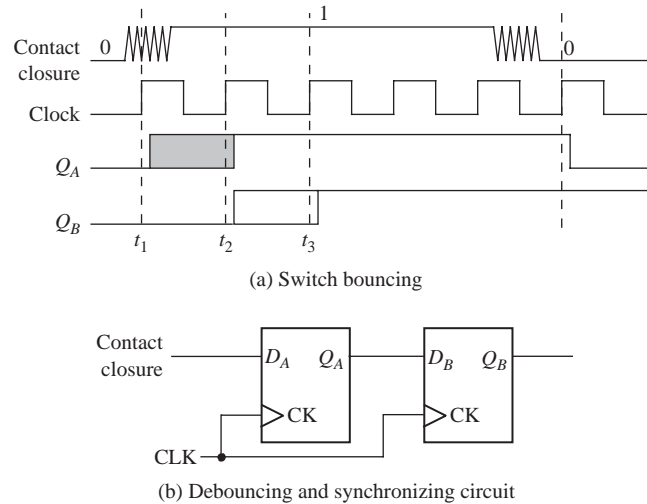 1
0
0
Contact
closure
Clock
Q_A
Q_B
t_1
t_2
t_3
(a) Switch bouncing
Contact
closure
D_A Q_A
D_B Q_B
CK
CK
CLK
(b) Debouncing and synchronizing circuit